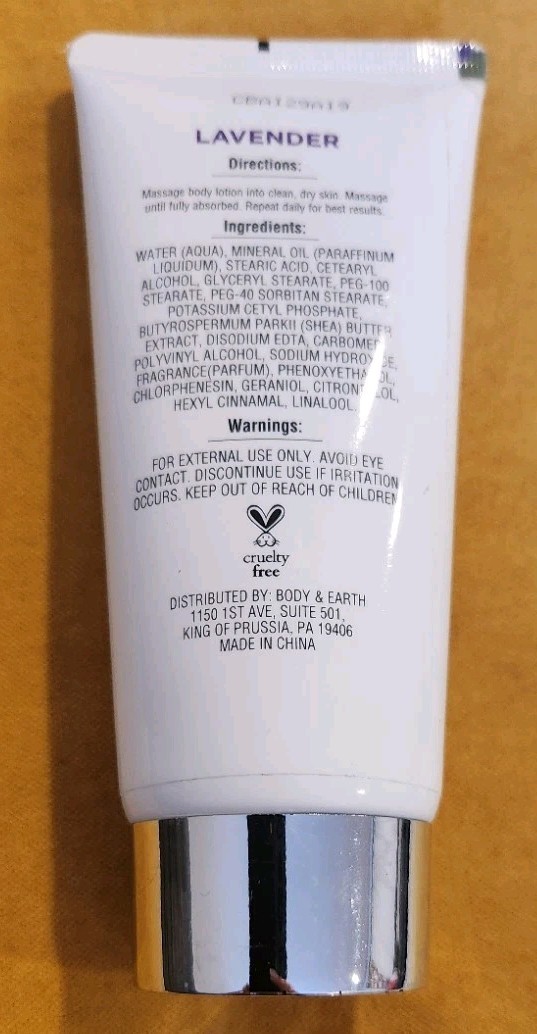 CBA129A19
LAVENDER
Directions:
Massage body lotion into clean, dry skin. Massage
until fully absorbed. Repeat daily for best results.
Ingredients:
WATER (AQUA), MINERAL OIL (PARAFFINUM
LIQUIDUM), STEARIC ACID, CETEARYL
ALCOHOL, GLYCERYL STEARATE, PEG-100
STEARATE, PEG-40 SORBITAN STEARATE,
POTASSIUM CETYL PHOSPHATE,
BUTYROSPERMUM PARKII (SHEA) BUTTER
EXTRACT, DISODIUM EDTA, CARBOMER,
POLYVINYL ALCOHOL, SODIUM HYDROXIDE,
FRAGRANCE(PARFUM), PHENOXYETHANOL,
CHLORPHENESIN, GERANIOL, CITRONELLOL,
HEXYL CINNAMAL, LINALOOL.
Warnings:
FOR EXTERNAL USE ONLY. AVOID EYE
CONTACT. DISCONTINUE USE IF IRRITATION
OCCURS. KEEP OUT OF REACH OF CHILDREN
cruelty
free
DISTRIBUTED BY: BODY & EARTH
1150 1ST AVE, SUITE 501,
KING OF PRUSSIA, PA 19406
MADE IN CHINA